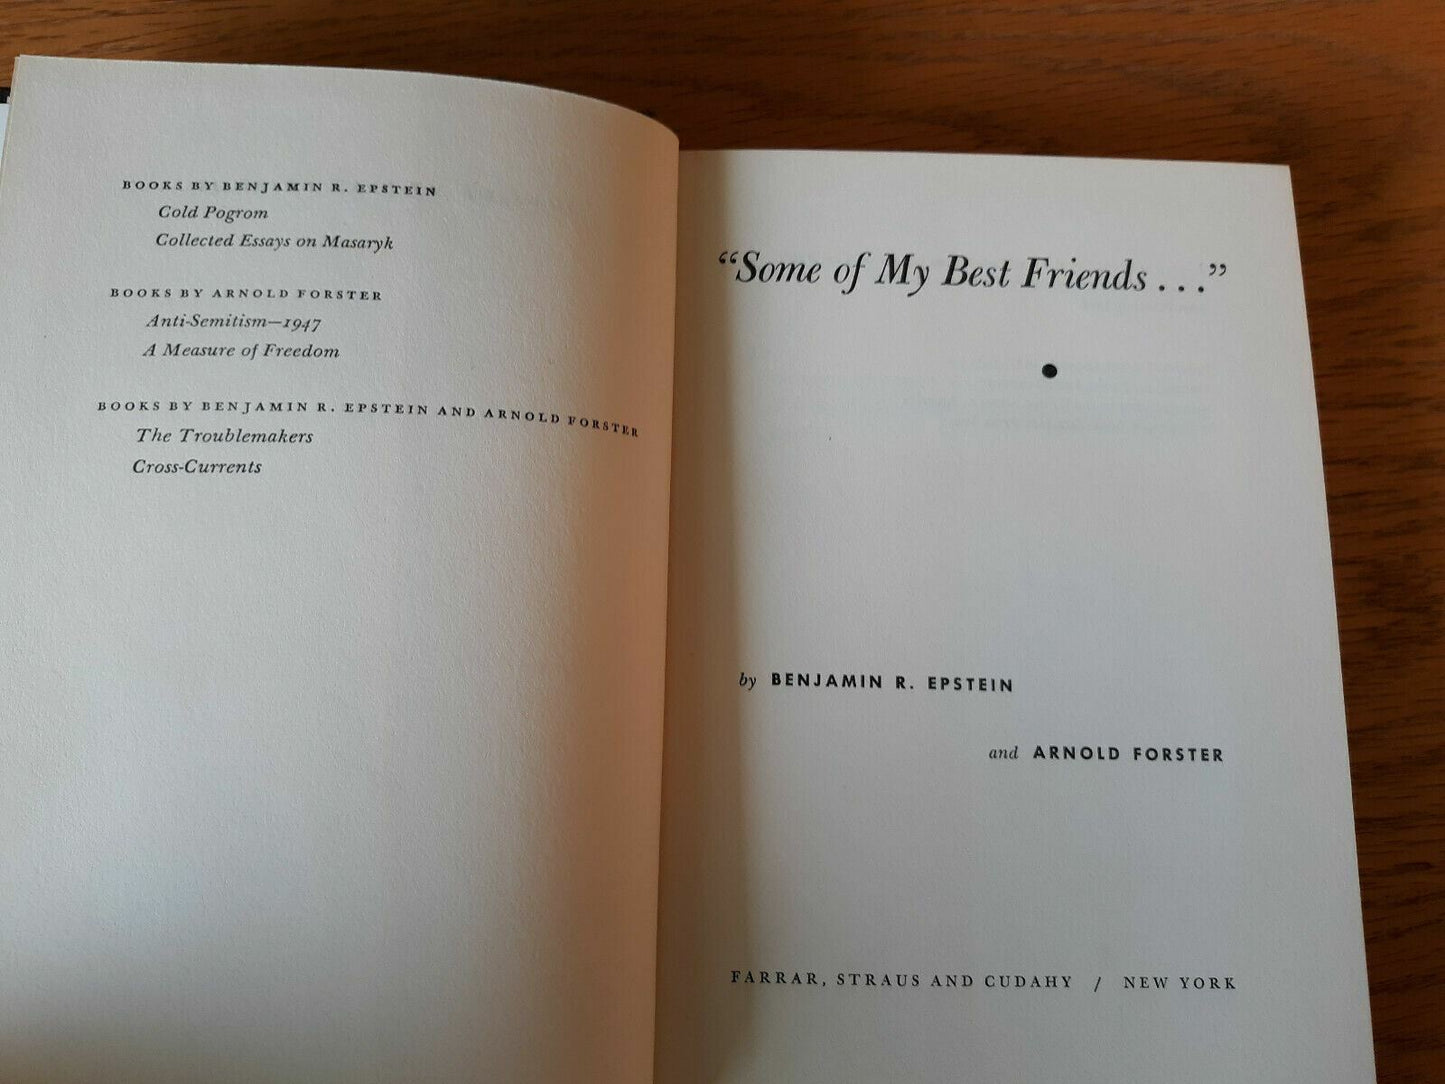 BOOKS BY BENJAMIN R. EPSTEIN
Cold Pogrom
Collected Essays on Masaryk
BOOKS BY ARNOLD FORSTER
Anti-Semitism—1947
A Measure of Freedom
BOOKS BY BENJAMIN R. EPSTEIN AND ARNOLD FORSTER
The Troublemakers
Cross-Currents
“Some of My Best Friends . . .”
by BENJAMIN R. EPSTEIN
and ARNOLD FORSTER
FARRAR, STRAUS AND CUDAHY / NEW YORK